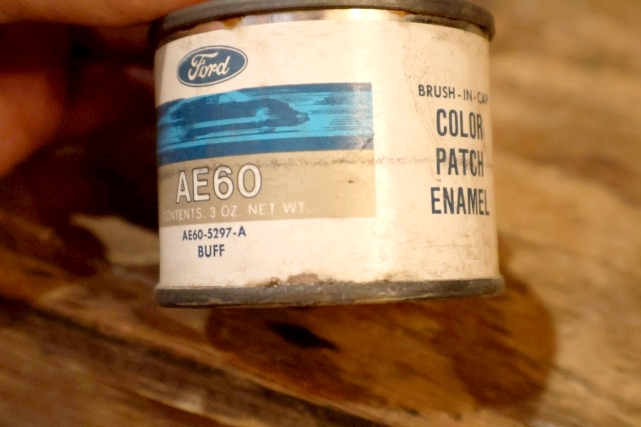 Ford
AE60
CONTENTS: 3 OZ. NET WT.
AE60-5297-A
BUFF
BRUSH-IN-CAP
COLOR
PATCH
ENAMEL